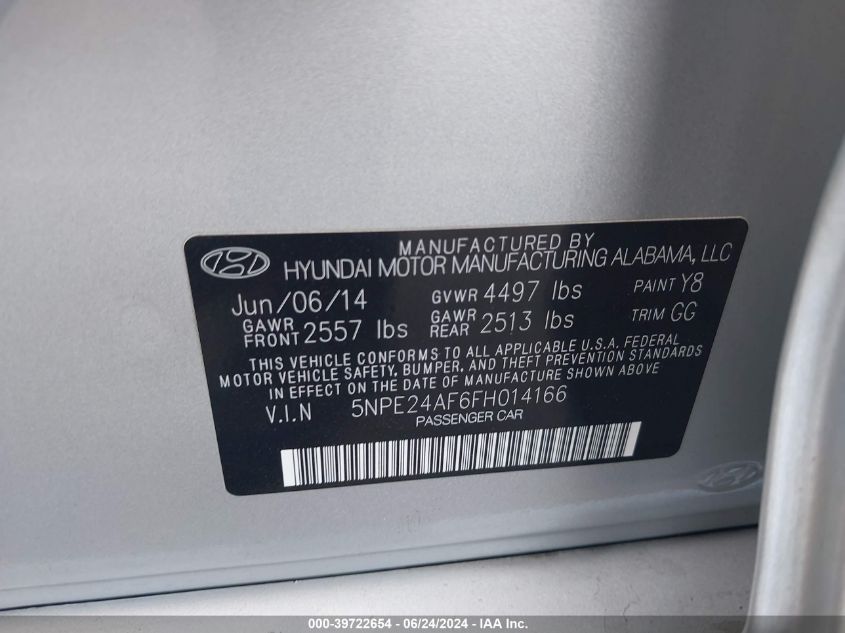 MANUFACTURED BY
HYUNDAI MOTOR MANUFACTURING ALABAMA, LLC
Jun/06/14 GVWR 4497 lbs PAINT Y8
GAWR FRONT 2557 lbs GAWR REAR 2513 lbs TRIM GG
THIS VEHICLE CONFORMS TO ALL APPLICABLE U.S.A. FEDERAL
MOTOR VEHICLE SAFETY, BUMPER, AND THEFT PREVENTION STANDARDS
IN EFFECT ON THE DATE OF MANUFACTURE SHOWN ABOVE.
V.I.N 5NPE24AF6FH014166
PASSENGER CAR
000-39722654 - 06/24/2024 - IAA Inc.